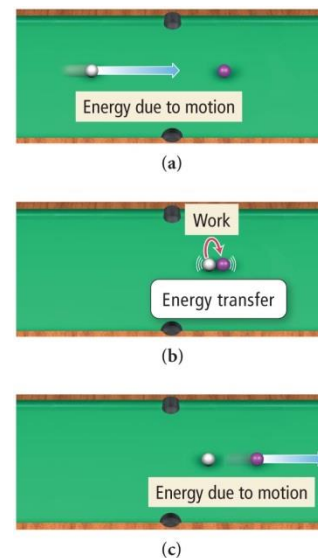 Energy due to motion
(a)
Work
Energy transfer
(b)
Energy due to motion
(c)